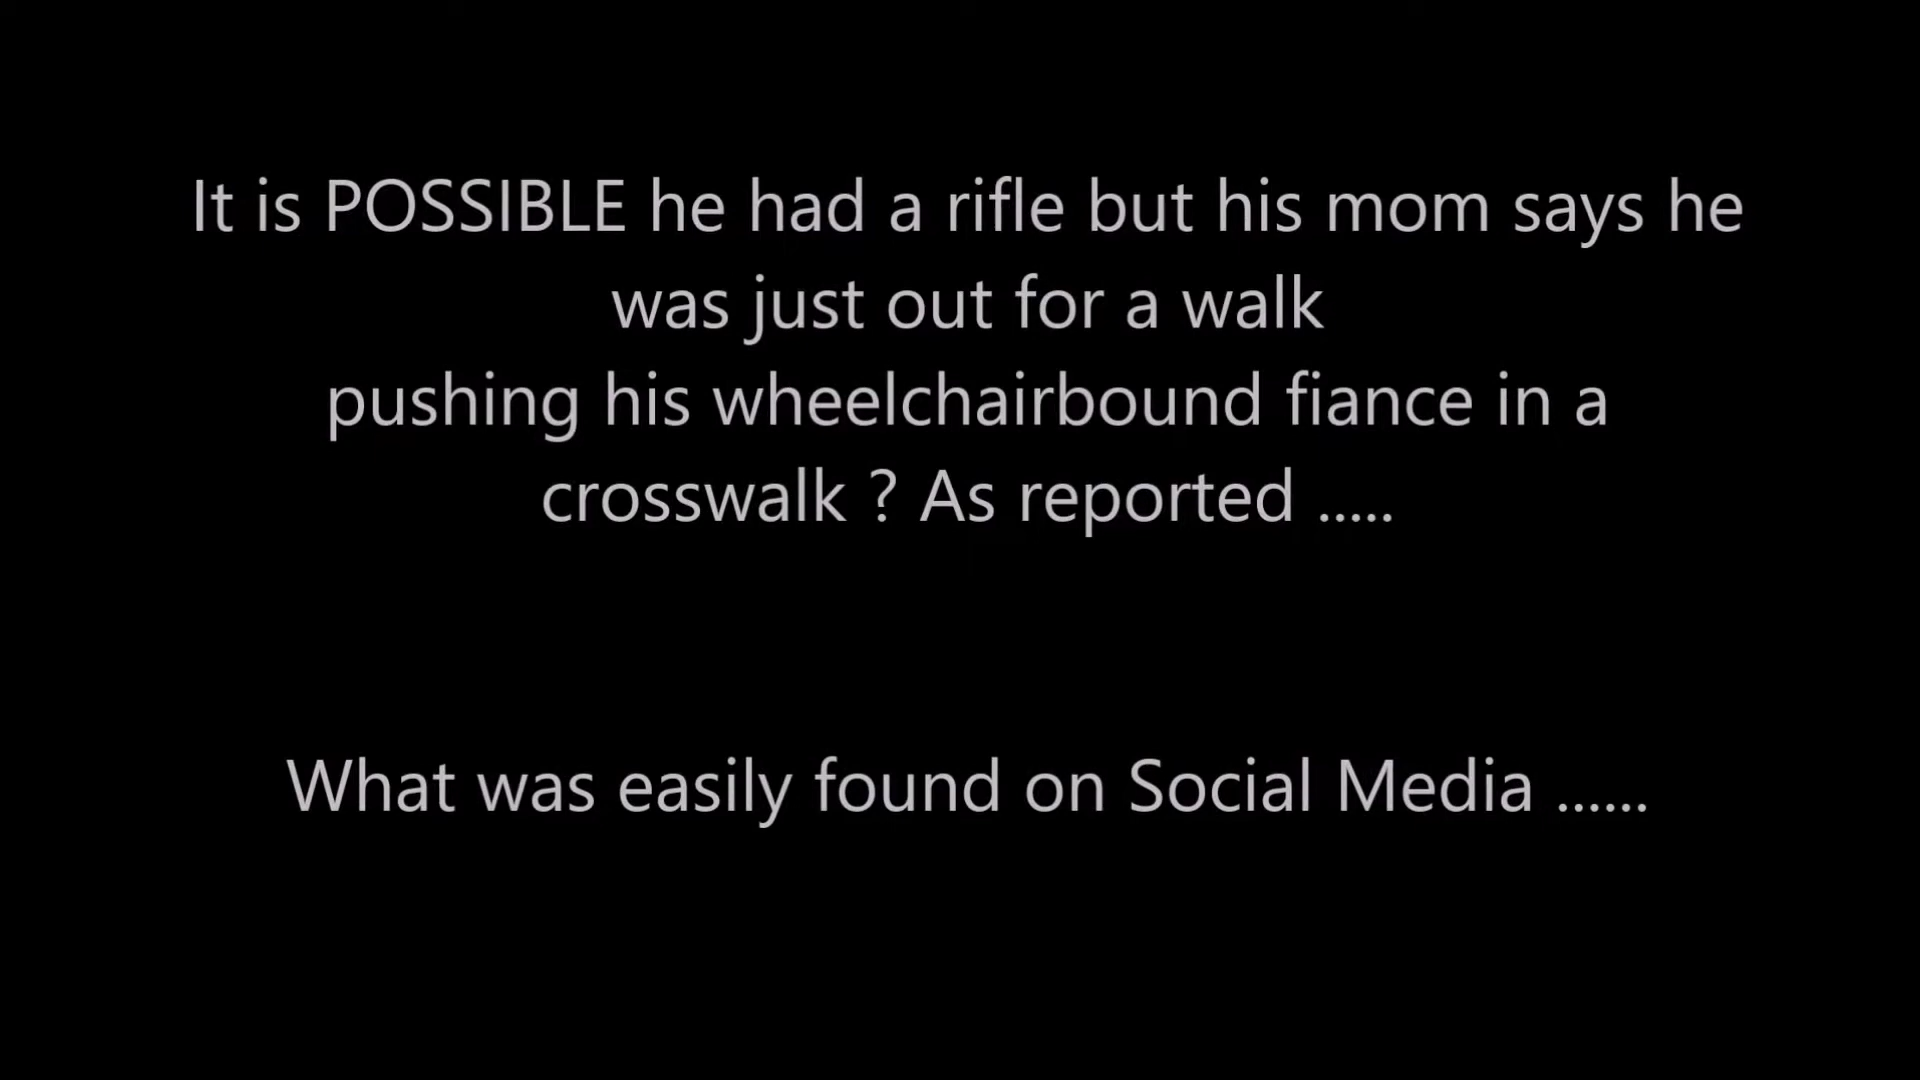 It is POSSIBLE he had a rifle but his mom says he
was just out for a walk
pushing his wheelchairbound fiance in a
crosswalk ? As reported .....
What was easily found on Social Media ......